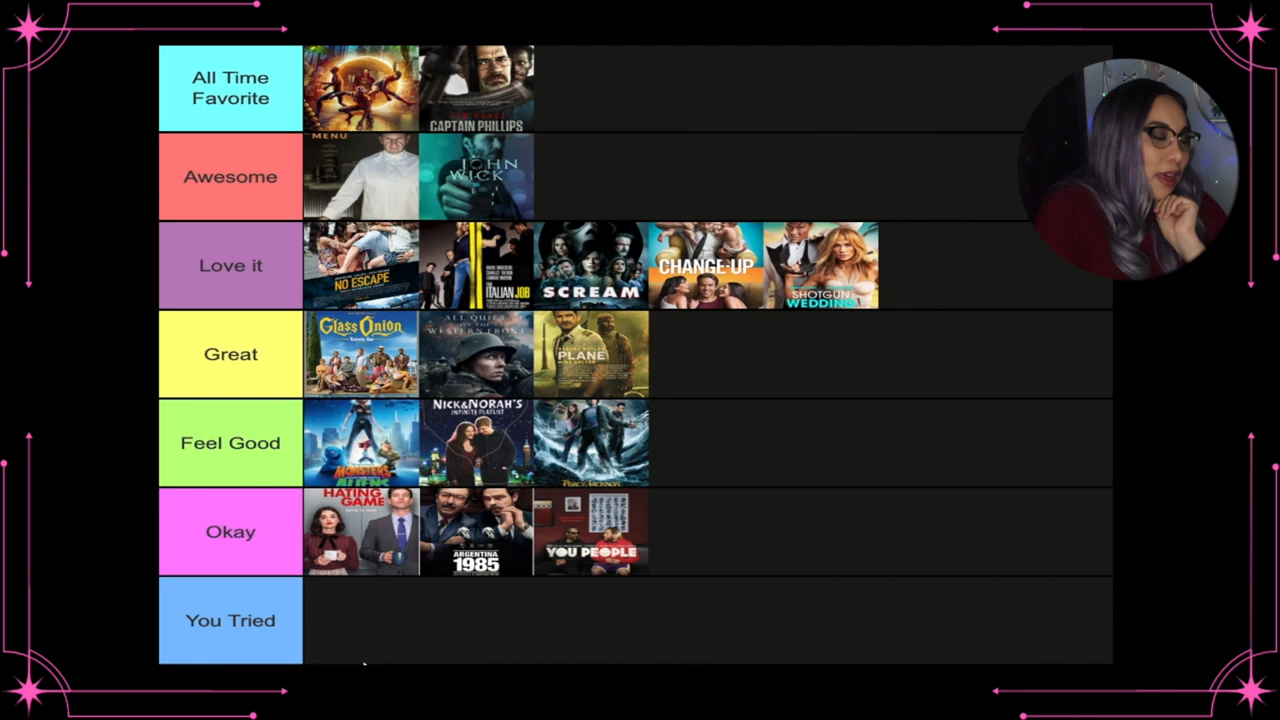 All Time
Favorite
CAPTAIN PHILLIPS
Awesome
MENU
JOHN
WICK
Love it
NO ESCAPE
THE
ITALIAN JOB
SCREAM
CHANGE-UP
SHOTGUN
WEDDING
Great
Glass Onion
ALL QUIET
ON THE
WESTERN FRONT
PLANE
Feel Good
MONSTERS
ALIENS
NICK & NORAH'S
INFINITE PLAYLIST
PERCY JACKSON
Okay
HATING
GAME
ARGENTINA
1985
YOU PEOPLE
You Tried